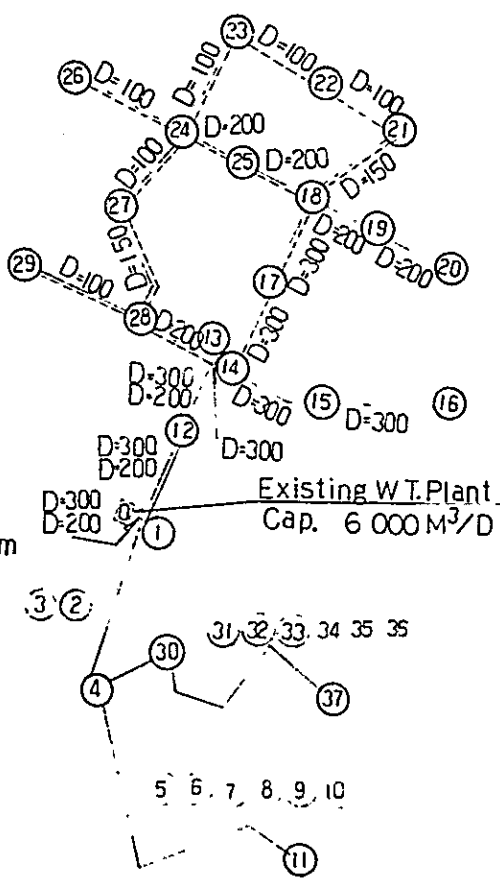 23
D=100
22
26
D=100
D=100
D=100
21
24
D=200
25
D=200
D=100
D=150
18
27
D=200
19
D=200
20
29
D=150
D=300
17
D=100
28
D=200
13
D=300
14
D=300
D=200
D=300
15
D=300
16
12
D=300
D=300
D=200
D=300
D=200
1
Existing W.T. Plant
Cap. 6 000 M³/D
m
3
2
31
32
33
34
35
36
30
4
37
5
6
7
8
9
10
11